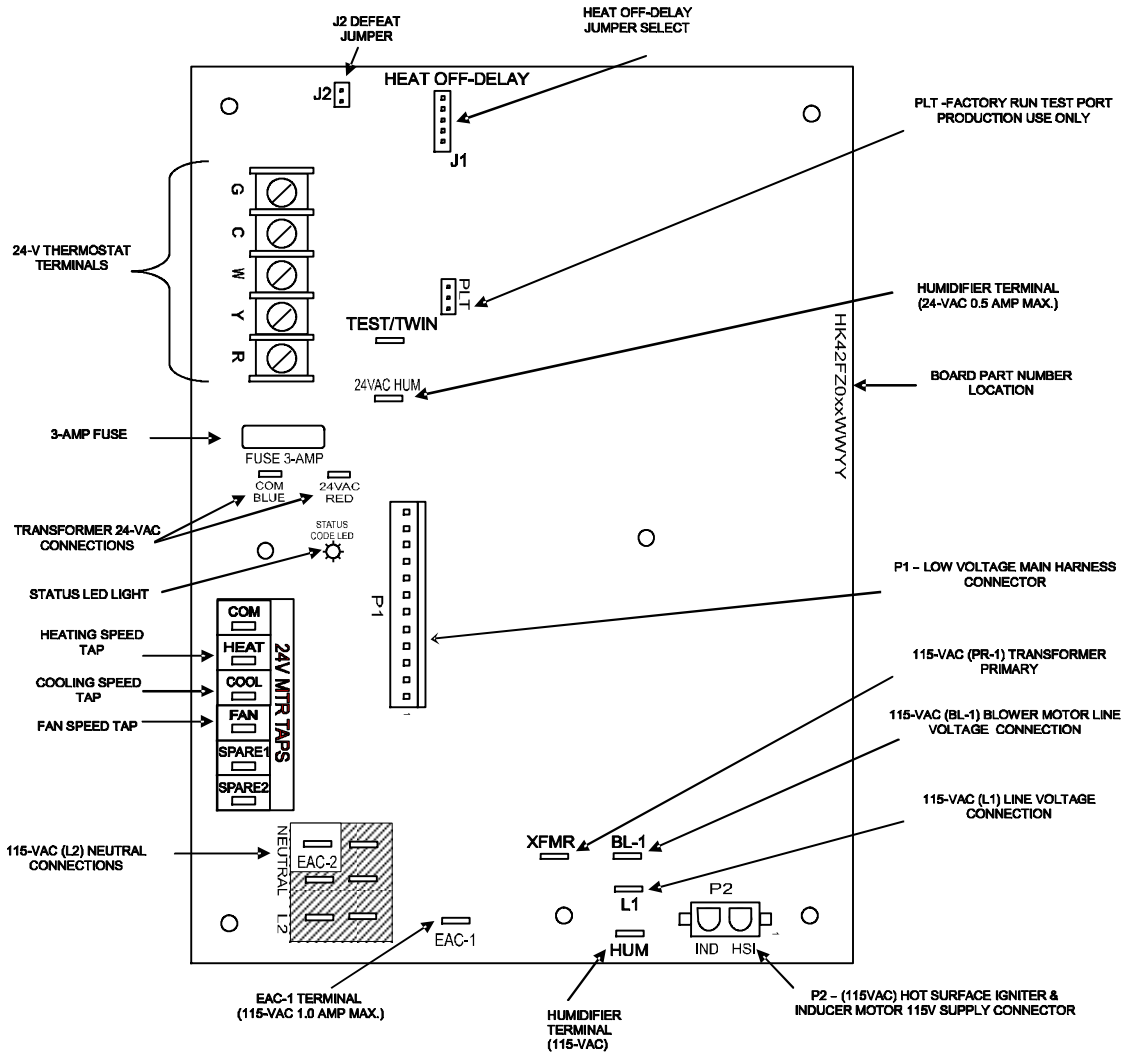 J2 DEFEAT
JUMPER
HEAT OFF-DELAY
JUMPER SELECT
HEAT OFF-DELAY
J2
J1
PLT -FACTORY RUN TEST PORT
PRODUCTION USE ONLY
24-V THERMOSTAT
TERMINALS
G
C
W
Y
R
PLT
TEST/TWIN
24VAC HUM
HUMIDIFIER TERMINAL
(24-VAC 0.5 AMP MAX.)
HK42FZ0xxWWYY
BOARD PART NUMBER
LOCATION
3-AMP FUSE
FUSE 3-AMP
COM
BLUE
24VAC
RED
TRANSFORMER 24-VAC
CONNECTIONS
STATUS
CODE LED
STATUS LED LIGHT
P1
1
P1 – LOW VOLTAGE MAIN HARNESS
CONNECTOR
HEATING SPEED
TAP
COOLING SPEED
TAP
FAN SPEED TAP
COM
HEAT
COOL
FAN
SPARE1
SPARE2
24V MTR TAPS
115-VAC (PR-1) TRANSFORMER
PRIMARY
115-VAC (BL-1) BLOWER MOTOR LINE
VOLTAGE CONNECTION
115-VAC (L1) LINE VOLTAGE
CONNECTION
115-VAC (L2) NEUTRAL
CONNECTIONS
NEUTRAL
L2
EAC-2
EAC-1
XFMR
BL-1
L1
HUM
P2
IND
HSI
1
EAC-1 TERMINAL
(115-VAC 1.0 AMP MAX.)
HUMIDIFIER
TERMINAL
(115-VAC)
P2 – (115VAC) HOT SURFACE IGNITER &
INDUCER MOTOR 115V SUPPLY CONNECTOR